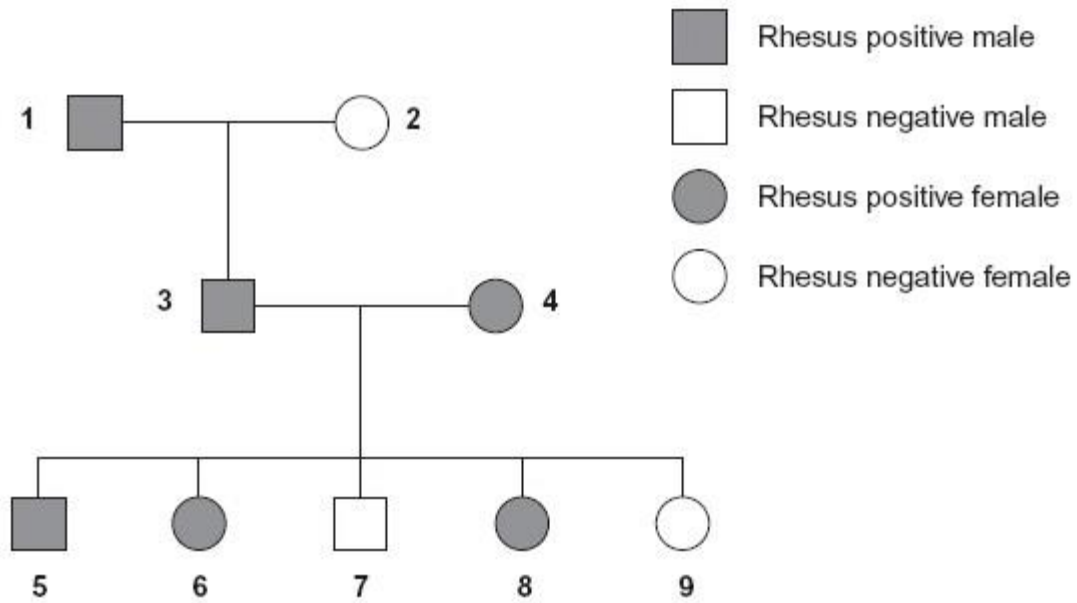 Rhesus positive male
1
2
Rhesus negative male
Rhesus positive female
Rhesus negative female
3
4
5
6
7
8
9